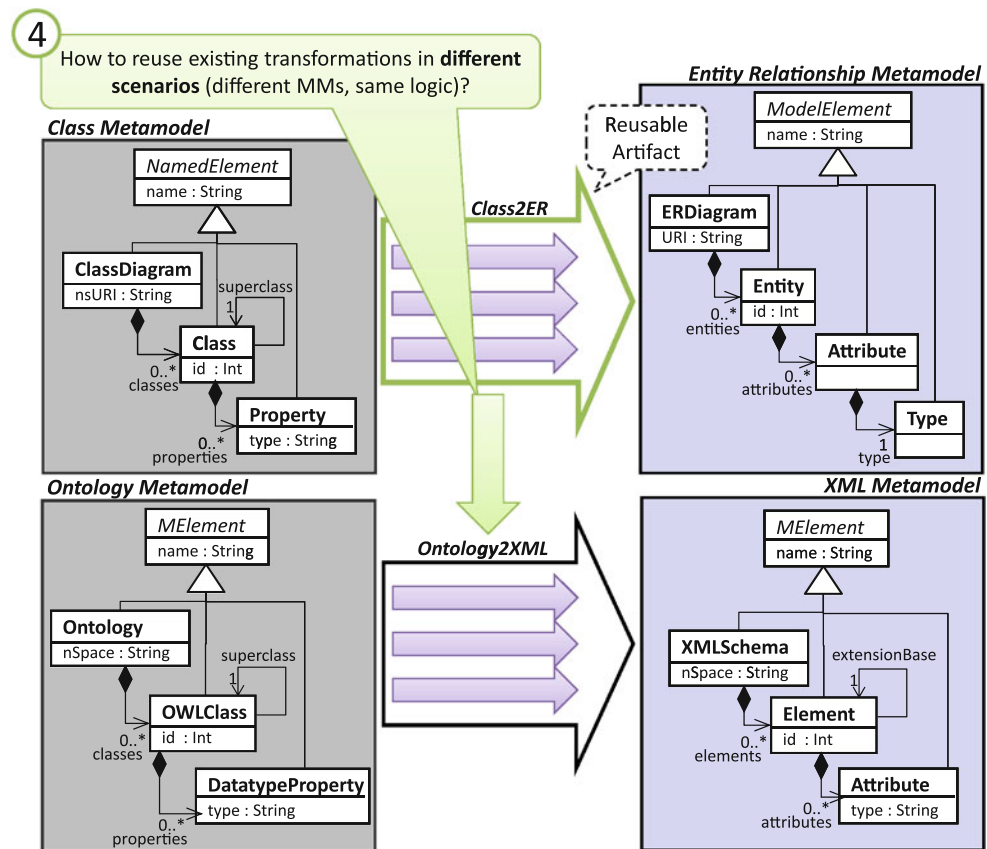 4
How to reuse existing transformations in different
scenarios (different MMs, same logic)?
Reusable
Artifact
Class Metamodel
NamedElement
name : String
ClassDiagram
nsURI : String
superclass
1
Class
id : Int
0..*
classes
Property
type : String
0..*
properties
Class2ER
Entity Relationship Metamodel
ModelElement
name : String
ERDiagram
URI : String
Entity
id : Int
0..*
entities
Attribute
0..*
attributes
Type
1
type
Ontology Metamodel
MElement
name : String
Ontology
nSpace : String
superclass
1
OWLClass
id : Int
0..*
classes
DatatypeProperty
type : String
0..*
properties
Ontology2XML
XML Metamodel
MElement
name : String
XMLSchema
nSpace : String
extensionBase
1
Element
id : Int
0..*
elements
Attribute
type : String
0..*
attributes